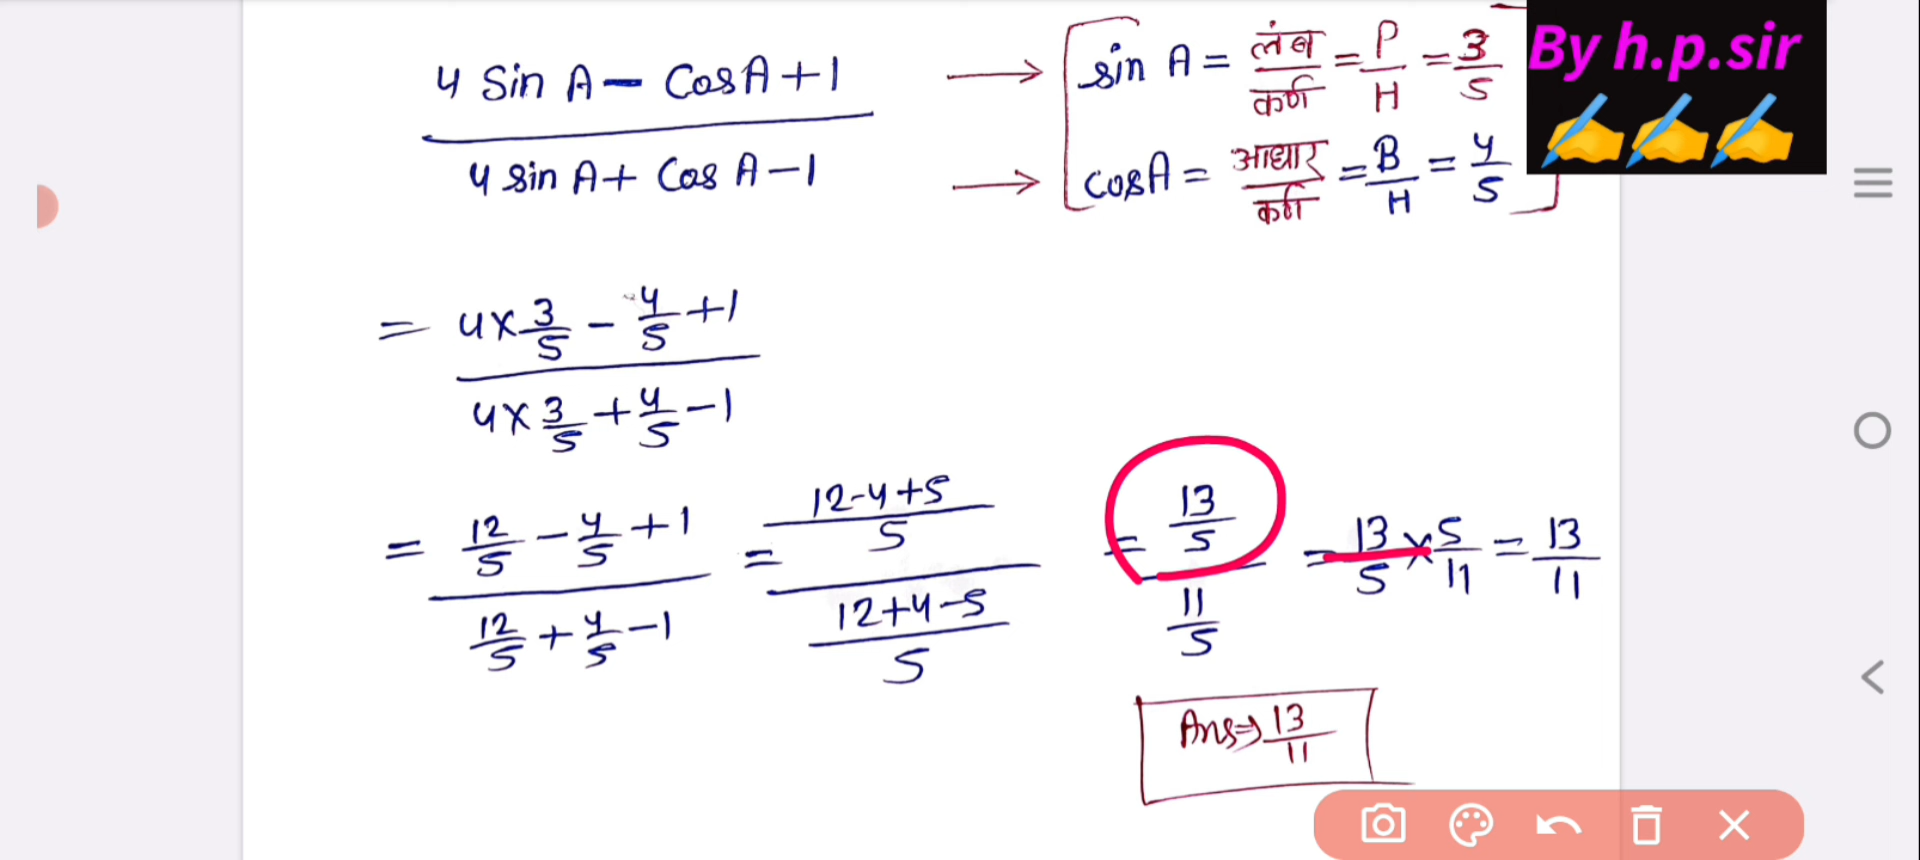 By h.p.sir
4 Sin A - CosA+1 / 4 sin A + Cos A - 1
→ sin A = लंब/कर्ण = P/H = 3/5
→ cosA = आधार/कर्ण = B/H = 4/5
= (4×3/5 - 4/5 + 1) / (4×3/5 + 4/5 - 1)
= (12/5 - 4/5 + 1) / (12/5 + 4/5 - 1) = ((12-4+5)/5) / ((12+4-5)/5) = (13/5) / (11/5) = 13/5 × 5/11 = 13/11
Ans⇒ 13/11